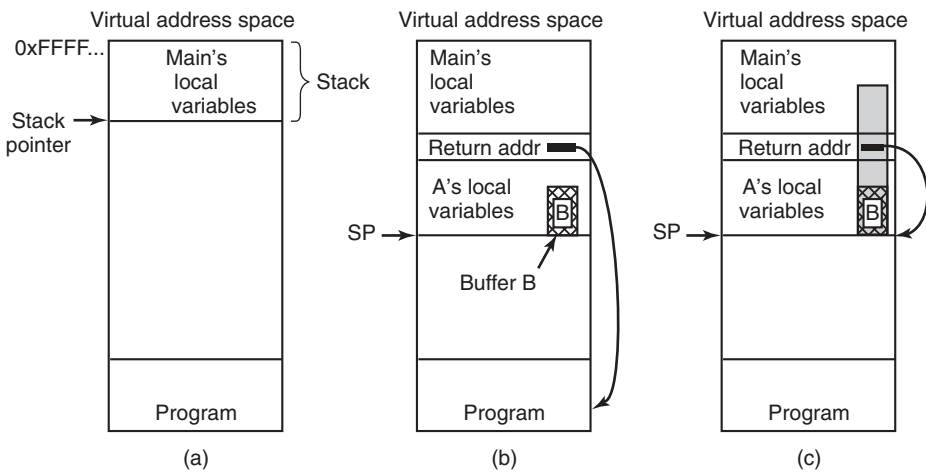 Virtual address space
0xFFFF...
Main's
local
variables
Stack
Stack
pointer
Program
(a)
Virtual address space
Main's
local
variables
Return addr
A's local
variables
B
SP
Buffer B
Program
(b)
Virtual address space
Main's
local
variables
Return addr
A's local
variables
B
SP
Program
(c)